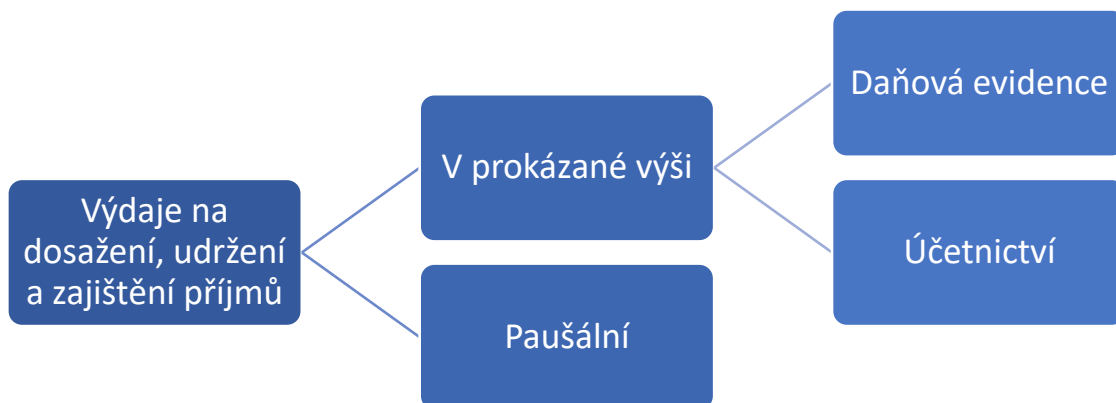 Výdaje na
dosažení, udržení
a zajištění příjmů
V prokázané výši
Paušální
Daňová evidence
Účetnictví